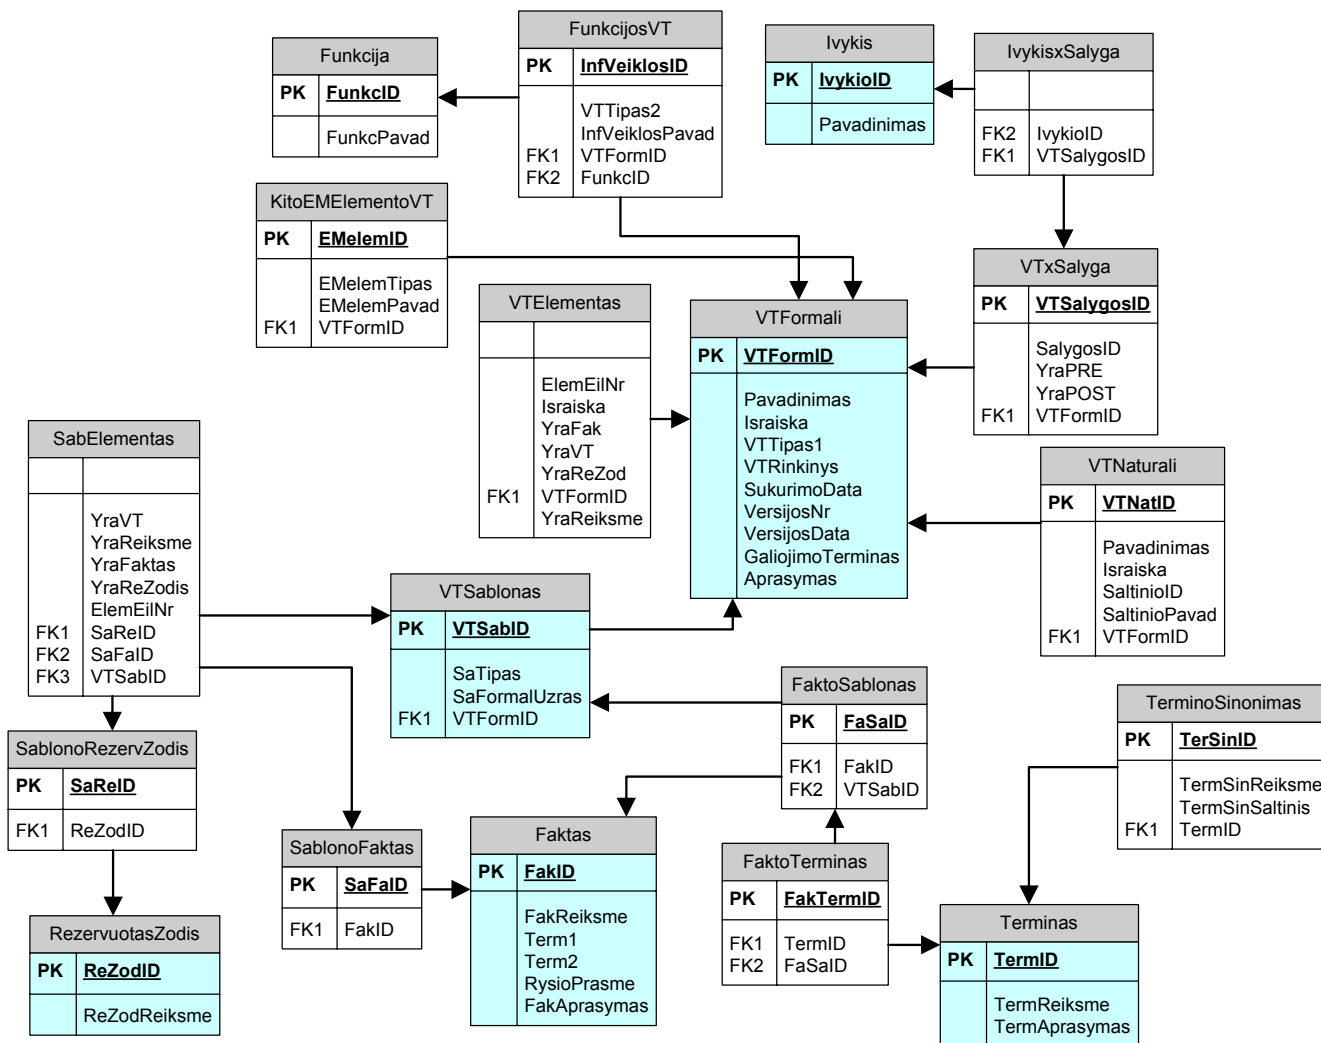 Funkcija
PK FunkcID
FunkcPavad
FunkcijosVT
PK InfVeiklosID
VTTipas2
InfVeiklosPavad
FK1 VTFormID
FK2 FunkcID
Ivykis
PK IvykioID
Pavadinimas
IvykisxSalyga
FK2 IvykioID
FK1 VTSalygosID
KitoEMElementoVT
PK EMelemID
EMelemTipas
EMelemPavad
FK1 VTFormID
VTElementas
ElemEilNr
Israiska
YraFak
YraVT
YraReZod
FK1 VTFormID
YraReiksme
VTFormali
PK VTFormID
Pavadinimas
Israiska
VTTipas1
VTRinkinys
SukurimoData
VersijosNr
VersijosData
GaliojimoTerminas
Aprasymas
VTxSalyga
PK VTSalygosID
SalygosID
YraPRE
YraPOST
FK1 VTFormID
SabElementas
YraVT
YraReiksme
YraFaktas
YraReZodis
ElemEilNr
FK1 SaReID
FK2 SaFaID
FK3 VTSabID
VTNaturali
PK VTNatID
Pavadinimas
Israiska
SaltinioID
SaltinioPavad
FK1 VTFormID
VTSablonas
PK VTSabID
SaTipas
SaFormalUzras
FK1 VTFormID
FaktoSablonas
PK FaSaID
FK1 FakID
FK2 VTSabID
TerminoSinonimas
PK TerSinID
TermSinReiksme
TermSinSaltinis
FK1 TermID
SablonoRezervZodis
PK SaReID
FK1 ReZodID
SablonoFaktas
PK SaFaID
FK1 FakID
Faktas
PK FakID
FakReiksme
Term1
Term2
RysioPrasme
FakAprasymas
FaktoTerminas
PK FakTermID
FK1 TermID
FK2 FaSaID
RezervuotasZodis
PK ReZodID
ReZodReiksme
Terminas
PK TermID
TermReiksme
TermAprasymas